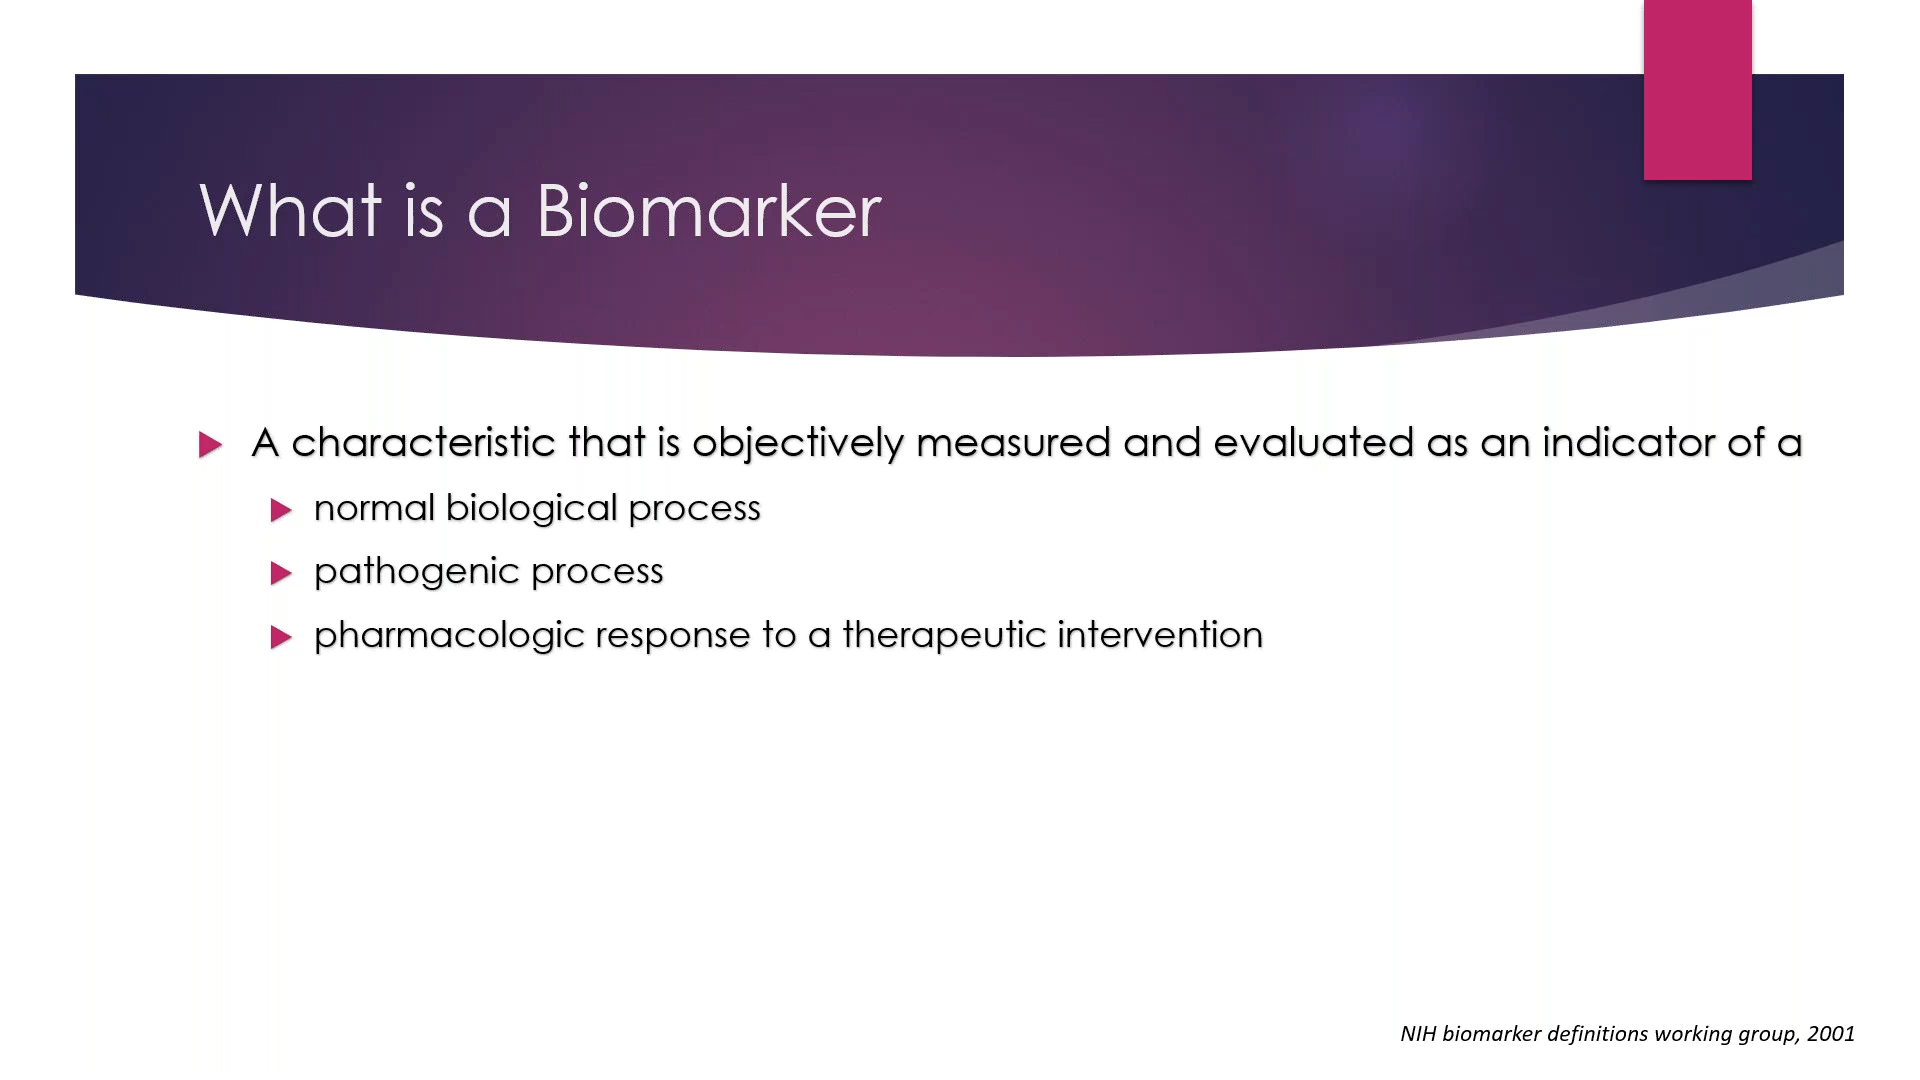 What is a Biomarker
A characteristic that is objectively measured and evaluated as an indicator of a
normal biological process
pathogenic process
pharmacologic response to a therapeutic intervention
NIH biomarker definitions working group, 2001